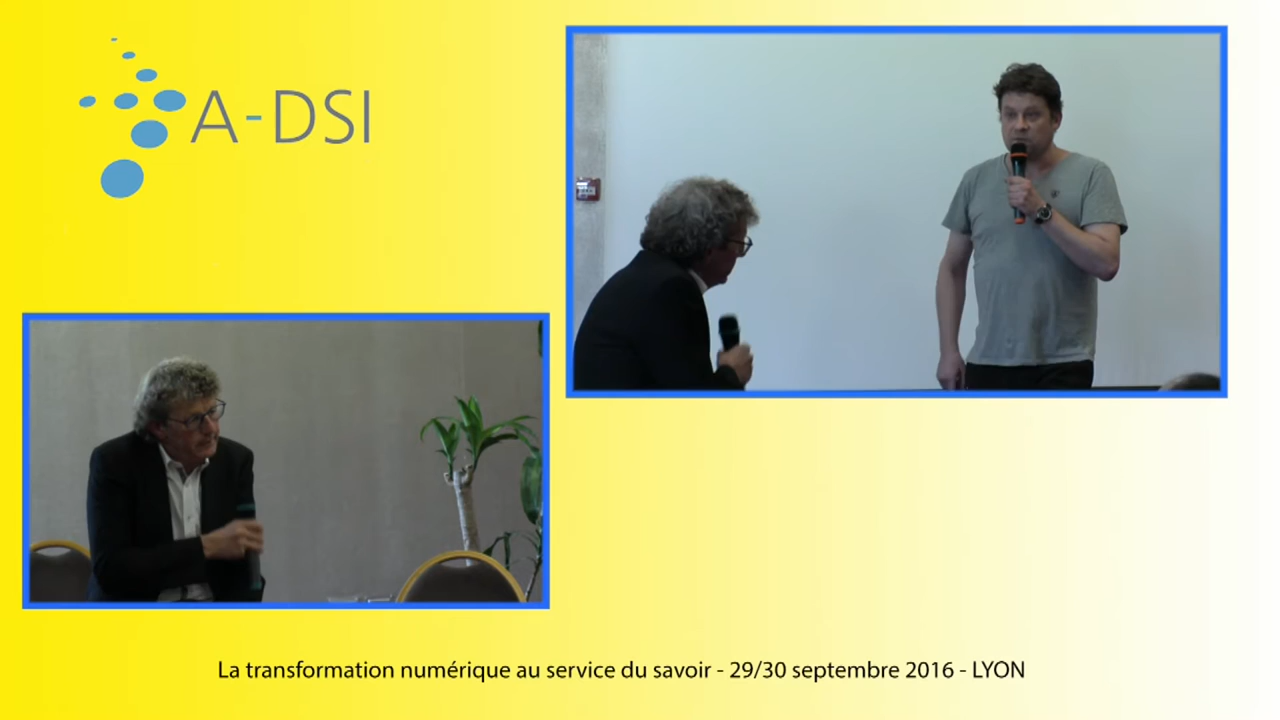 A-DSI
La transformation numérique au service du savoir - 29/30 septembre 2016 - LYON